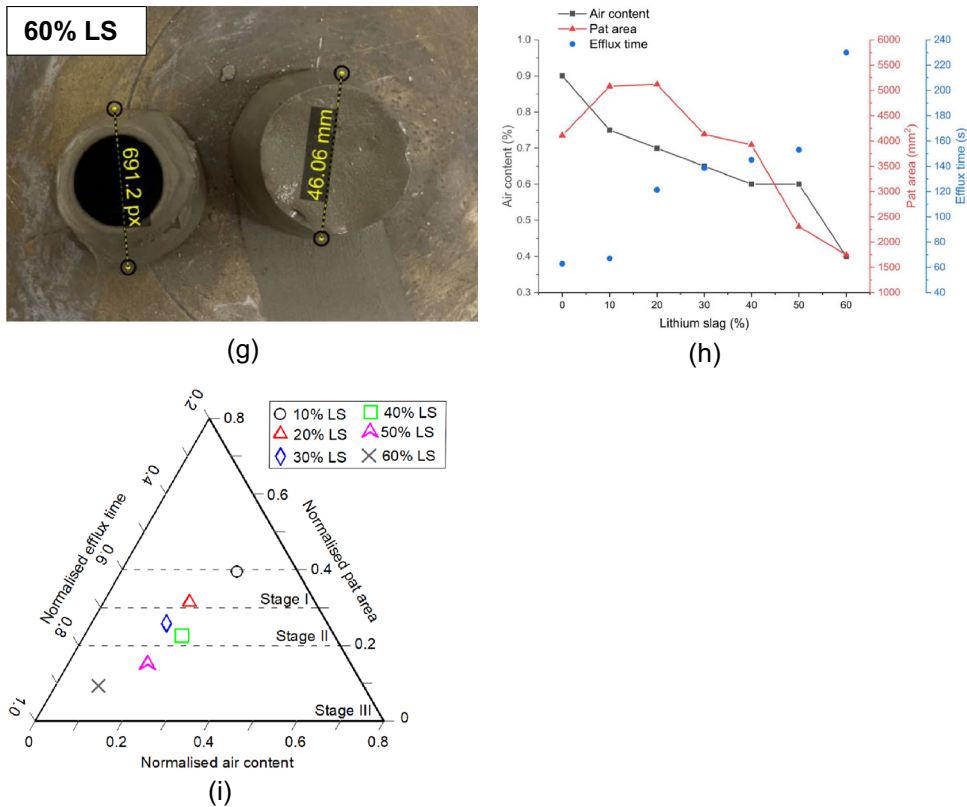 60% LS
691.2 px
46.06 mm
(g)
Air content
Pat area
Efflux time
1.0
0.9
0.8
0.7
0.6
0.5
0.4
0.3
Air content (%)
0
10
20
30
40
50
60
Lithium slag (%)
6000
5500
5000
4500
4000
3500
3000
2500
2000
1500
1000
Pat area (mm²)
240
220
200
180
160
140
120
100
80
60
40
Efflux time (s)
(h)
10% LS
40% LS
20% LS
50% LS
30% LS
60% LS
0.2
0.4
0.6
0.8
1.0
Normalised efflux time
0.8
0.6
0.4
0.2
0
Normalised pat area
Stage I
Stage II
Stage III
0
0.2
0.4
0.6
0.8
Normalised air content
(i)